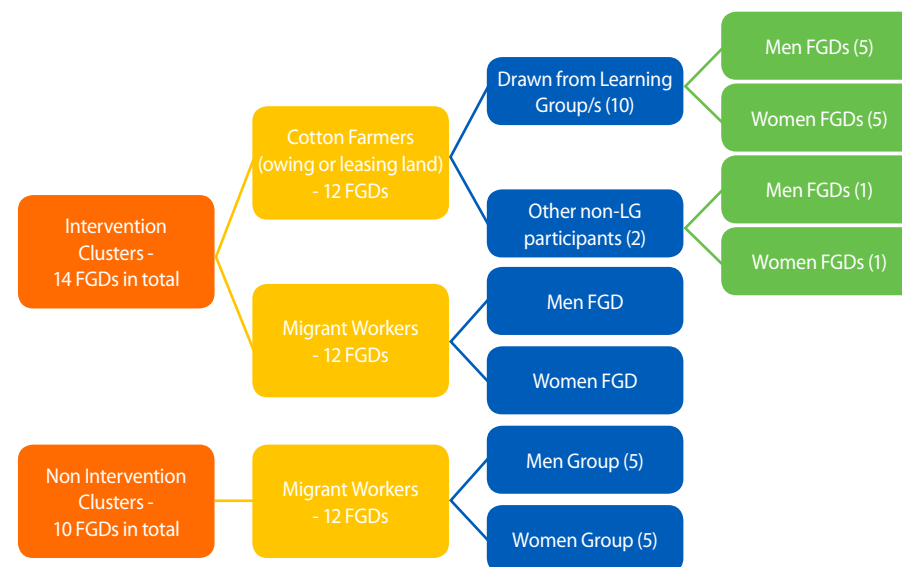 Intervention
Clusters -
14 FGDs in total
Cotton Farmers
(owing or leasing land)
- 12 FGDs
Drawn from Learning
Group/s (10)
Men FGDs (5)
Women FGDs (5)
Other non-LG
participants (2)
Men FGDs (1)
Women FGDs (1)
Migrant Workers
- 12 FGDs
Men FGD
Women FGD
Non Intervention
Clusters -
10 FGDs in total
Migrant Workers
- 12 FGDs
Men Group (5)
Women Group (5)